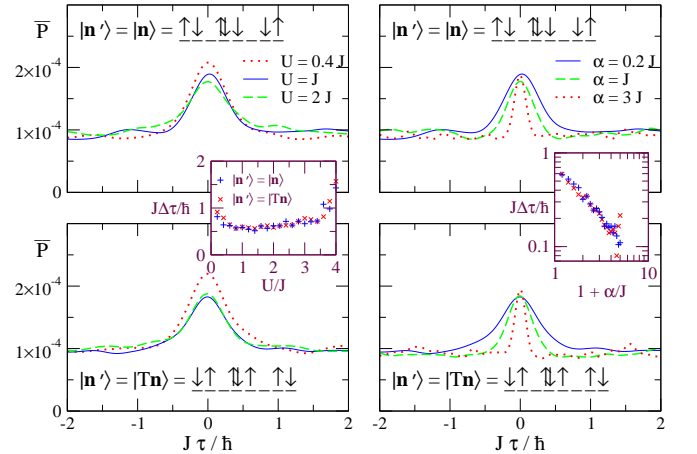 P̅
|n′⟩ = |n⟩ = ↑↓ ↑↓↓ ↓↑
U = 0.4 J
U = J
U = 2 J
2×10⁻⁴
1×10⁻⁴
0
|n′⟩ = |n⟩ = ↑↓ ↑↓↓ ↓↑
α = 0.2 J
α = J
α = 3 J
2
1
0
JΔτ/ħ
|n′⟩ = |n⟩
|n′⟩ = |Tn⟩
0 1 2 3 4
U/J
1
0.1
JΔτ/ħ
1 10
1 + α/J
P̅
2×10⁻⁴
1×10⁻⁴
0
|n′⟩ = |Tn⟩ = ↓↑ ↑↓↑ ↑↓
-2 -1 0 1 2
J τ / ħ
|n′⟩ = |Tn⟩ = ↓↑ ↑↓↑ ↑↓
-2 -1 0 1 2
J τ / ħ